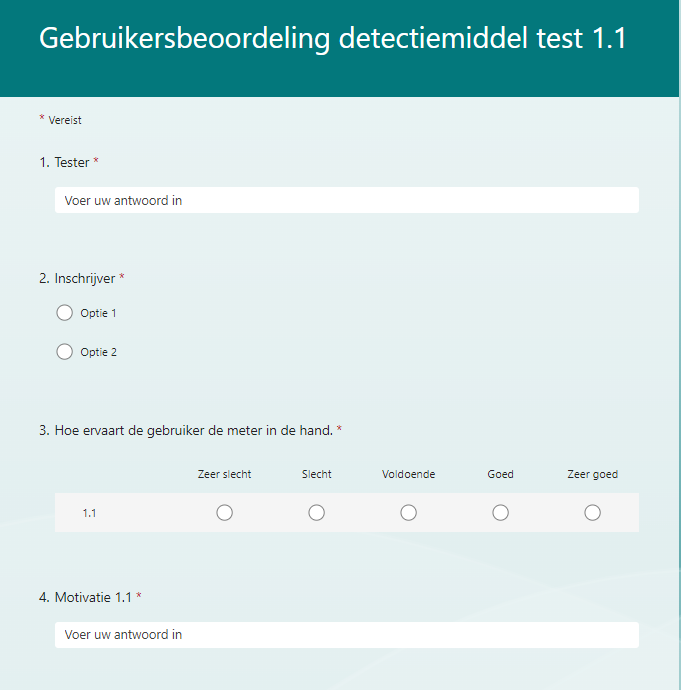 Gebruikersbeoordeling detectiemiddel test 1.1
* Vereist
1. Tester *
Voer uw antwoord in
2. Inschrijver *
Optie 1
Optie 2
3. Hoe ervaart de gebruiker de meter in de hand. *
Zeer slecht Slecht Voldoende Goed Zeer goed
1.1
4. Motivatie 1.1 *
Voer uw antwoord in